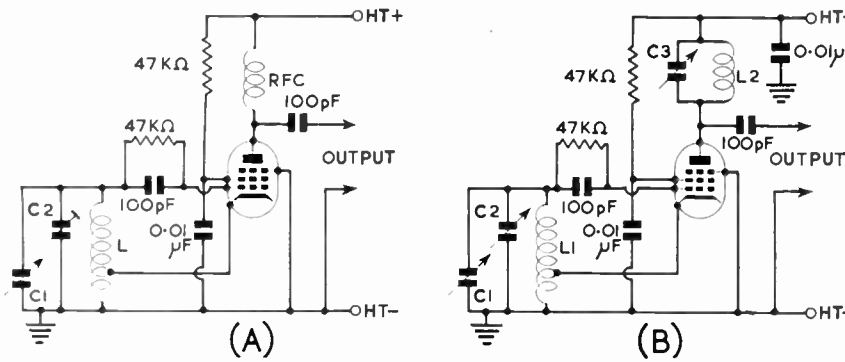 HT+
47KΩ
RFC
100pF
47KΩ
OUTPUT
100pF
C2
L
0·01
µF
C1
HT-
(A)
HT
C3
0·01µ
47KΩ
L2
47KΩ
100pF
OUTPUT
100pF
C2
L1
0·01
µF
C1
HT-
(B)